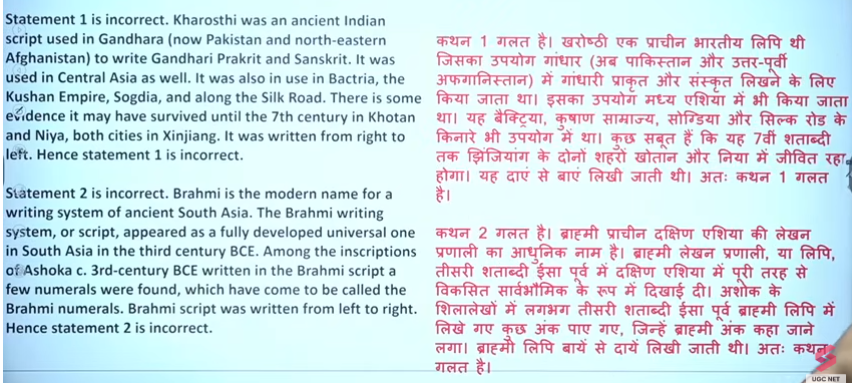 Statement 1 is incorrect. Kharosthi was an ancient Indian
script used in Gandhara (now Pakistan and north-eastern
Afghanistan) to write Gandhari Prakrit and Sanskrit. It was
used in Central Asia as well. It was also in use in Bactria, the
Kushan Empire, Sogdia, and along the Silk Road. There is some
evidence it may have survived until the 7th century in Khotan
and Niya, both cities in Xinjiang. It was written from right to
left. Hence statement 1 is incorrect.
Statement 2 is incorrect. Brahmi is the modern name for a
writing system of ancient South Asia. The Brahmi writing
system, or script, appeared as a fully developed universal one
in South Asia in the third century BCE. Among the inscriptions
of Ashoka c. 3rd-century BCE written in the Brahmi script a
few numerals were found, which have come to be called the
Brahmi numerals. Brahmi script was written from left to right.
Hence statement 2 is incorrect.
कथन 1 गलत है। खरोष्ठी एक प्राचीन भारतीय लिपि थी
जिसका उपयोग गांधार (अब पाकिस्तान और उत्तर-पूर्वी
अफगानिस्तान) में गांधारी प्राकृत और संस्कृत लिखने के लिए
किया जाता था। इसका उपयोग मध्य एशिया में भी किया जाता
था। यह बैक्ट्रिया, कुषाण साम्राज्य, सोग्डिया और सिल्क रोड के
किनारे भी उपयोग में था। कुछ सबूत हैं कि यह 7वीं शताब्दी
तक झिंजियांग के दोनों शहरों खोतान और निया में जीवित रहा
होगा। यह दाएं से बाएं लिखी जाती थी। अतः कथन 1 गलत
है।
कथन 2 गलत है। ब्राह्मी प्राचीन दक्षिण एशिया की लेखन
प्रणाली का आधुनिक नाम है। ब्राह्मी लेखन प्रणाली, या लिपि,
तीसरी शताब्दी ईसा पूर्व में दक्षिण एशिया में पूरी तरह से
विकसित सार्वभौमिक के रूप में दिखाई दी। अशोक के
शिलालेखों में लगभग तीसरी शताब्दी ईसा पूर्व ब्राह्मी लिपि में
लिखे गए कुछ अंक पाए गए, जिन्हें ब्राह्मी अंक कहा जाने
लगा। ब्राह्मी लिपि बायें से दायें लिखी जाती थी। अतः कथन
गलत है।
UGC NET